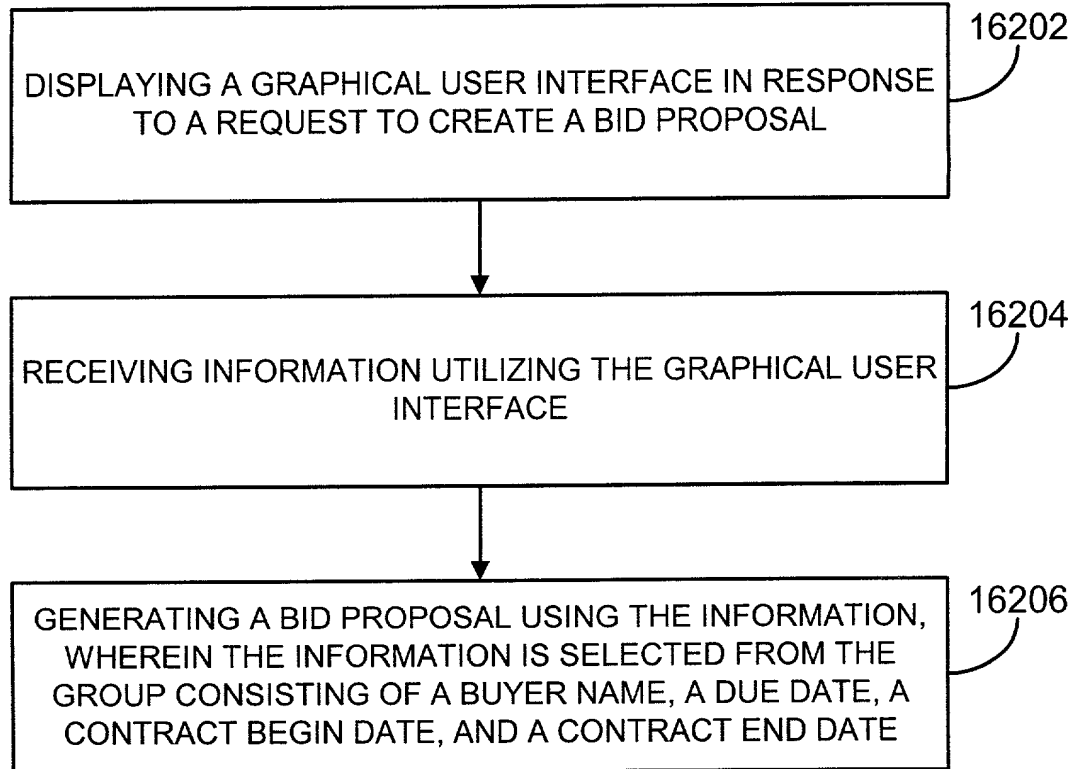 16202
DISPLAYING A GRAPHICAL USER INTERFACE IN RESPONSE
TO A REQUEST TO CREATE A BID PROPOSAL
16204
RECEIVING INFORMATION UTILIZING THE GRAPHICAL USER
INTERFACE
16206
GENERATING A BID PROPOSAL USING THE INFORMATION,
WHEREIN THE INFORMATION IS SELECTED FROM THE
GROUP CONSISTING OF A BUYER NAME, A DUE DATE, A
CONTRACT BEGIN DATE, AND A CONTRACT END DATE